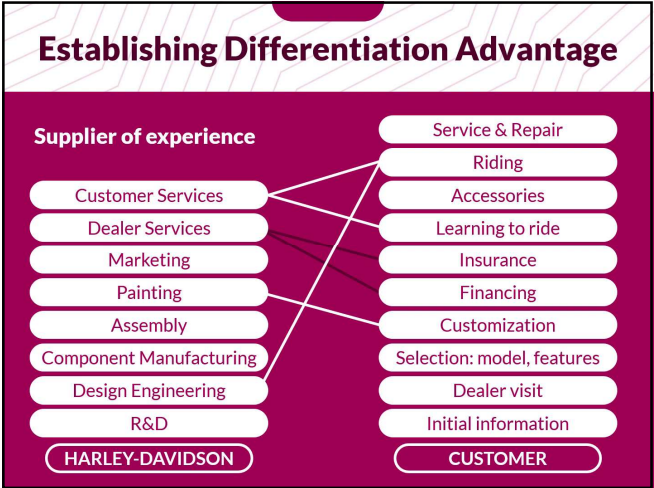 Establishing Differentiation Advantage
Supplier of experience
Customer Services
Dealer Services
Marketing
Painting
Assembly
Component Manufacturing
Design Engineering
R&D
HARLEY-DAVIDSON
Service & Repair
Riding
Accessories
Learning to ride
Insurance
Financing
Customization
Selection: model, features
Dealer visit
Initial information
CUSTOMER